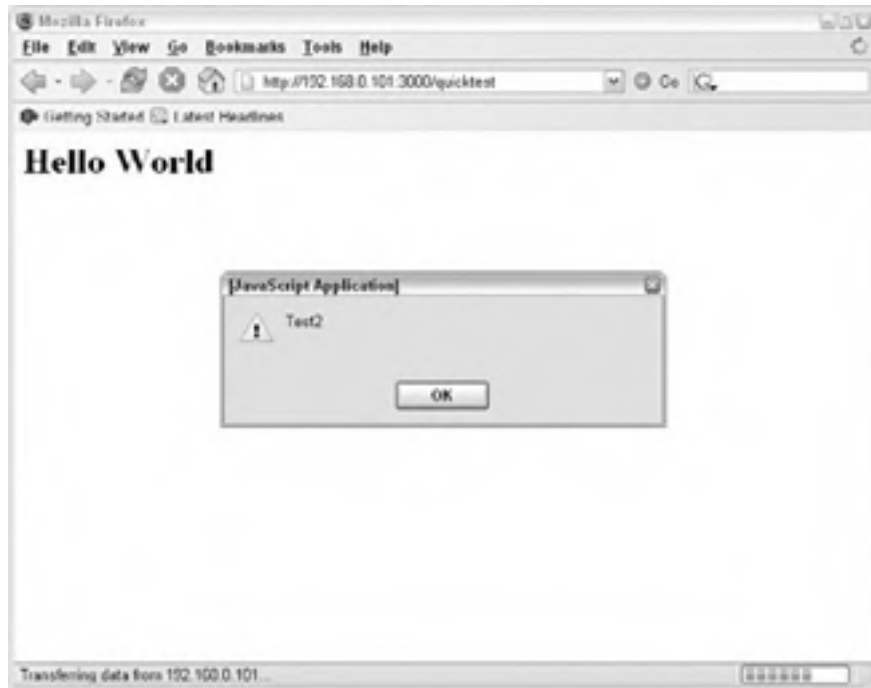 Mozilla Firefox
File Edit View Go Bookmarks Tools Help
http://192.168.0.101:3000/quicktest
Go
G
Getting Started Latest Headlines
Hello World
[JavaScript Application]
Test2
OK
Transferring data from 192.168.0.101...